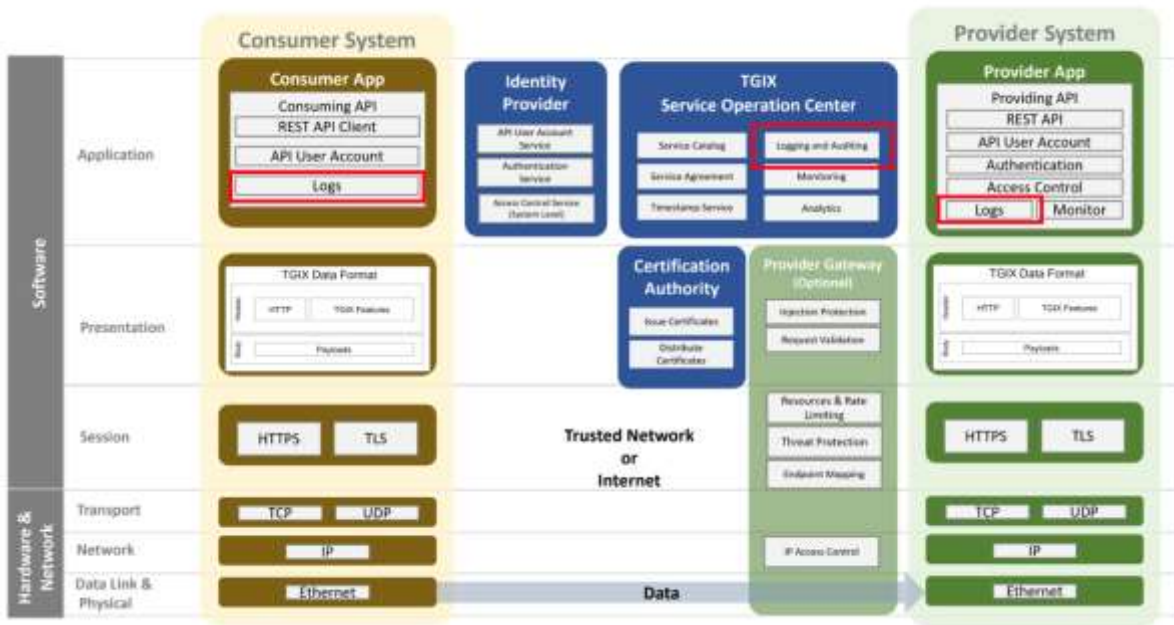 Consumer System
Provider System
Consumer App
Consuming API
REST API Client
API User Account
Logs
Identity
Provider
API User Account
Service
Authentication
Service
Access Control Service
(System Level)
TGIX
Service Operation Center
Service Catalog
Logging and Auditing
Service Agreement
Monitoring
Timestamp Service
Analytics
Provider App
Providing API
REST API
API User Account
Authentication
Access Control
Logs
Monitor
Application
Software
Presentation
TGIX Data Format
Header
HTTP
TGIX Features
Body
Payloads
Certification
Authority
Issue Certificates
Distribute
Certificates
Provider Gateway
(Optional)
Injection Protection
Request Validation
Resources & Rate
Limiting
Threat Protection
Endpoint Mapping
IP Access Control
TGIX Data Format
Header
HTTP
TGIX Features
Body
Payloads
Session
HTTPS
TLS
Trusted Network
or
Internet
HTTPS
TLS
Hardware &
Network
Transport
TCP
UDP
TCP
UDP
Network
IP
IP
Data Link &
Physical
Ethernet
Data
Ethernet